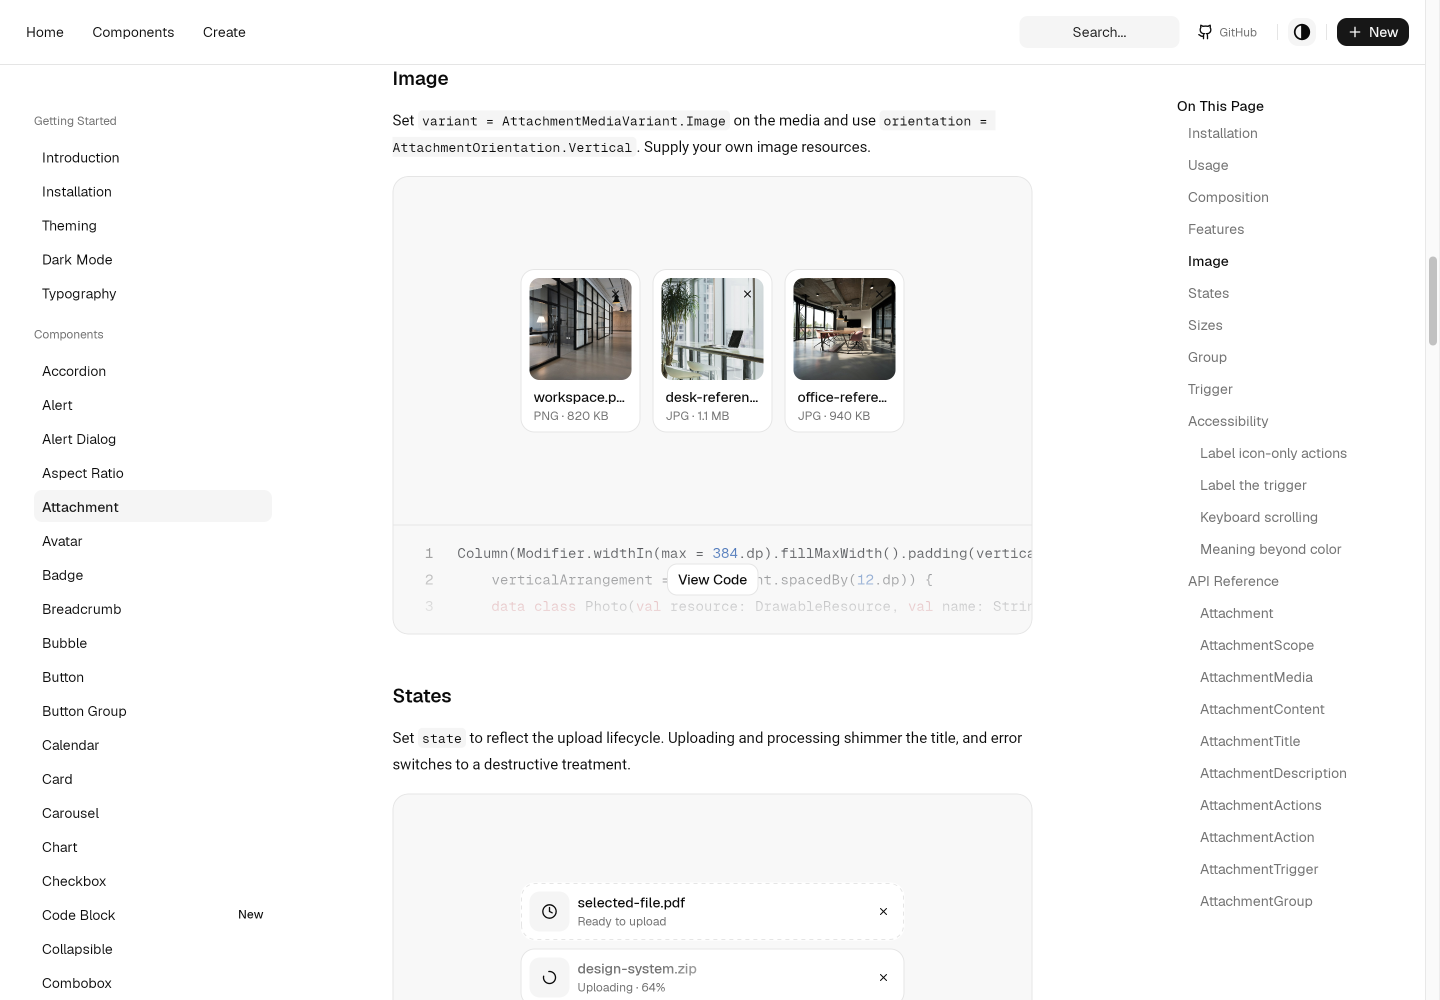 Home
Components
Create
Search...
GitHub
New
Getting Started
Introduction
Installation
Theming
Dark Mode
Typography
Components
Accordion
Alert
Alert Dialog
Aspect Ratio
Attachment
Avatar
Badge
Breadcrumb
Bubble
Button
Button Group
Calendar
Card
Carousel
Chart
Checkbox
Code Block
New
Collapsible
Combobox
Image
Set variant = AttachmentMediaVariant.Image on the media and use orientation =
AttachmentOrientation.Vertical. Supply your own image resources.
workspace.p...
PNG · 820 KB
desk-referen...
JPG · 1.1 MB
office-refere...
JPG · 940 KB
1 Column(Modifier.widthIn(max = 384.dp).fillMaxWidth().padding(vertica
2 verticalArrangement = nt.spacedBy(12.dp)) {
View Code
3 data class Photo(val resource: DrawableResource, val name: Strin
States
Set state to reflect the upload lifecycle. Uploading and processing shimmer the title, and error
switches to a destructive treatment.
selected-file.pdf
Ready to upload
design-system.zip
Uploading · 64%
On This Page
Installation
Usage
Composition
Features
Image
States
Sizes
Group
Trigger
Accessibility
Label icon-only actions
Label the trigger
Keyboard scrolling
Meaning beyond color
API Reference
Attachment
AttachmentScope
AttachmentMedia
AttachmentContent
AttachmentTitle
AttachmentDescription
AttachmentActions
AttachmentAction
AttachmentTrigger
AttachmentGroup